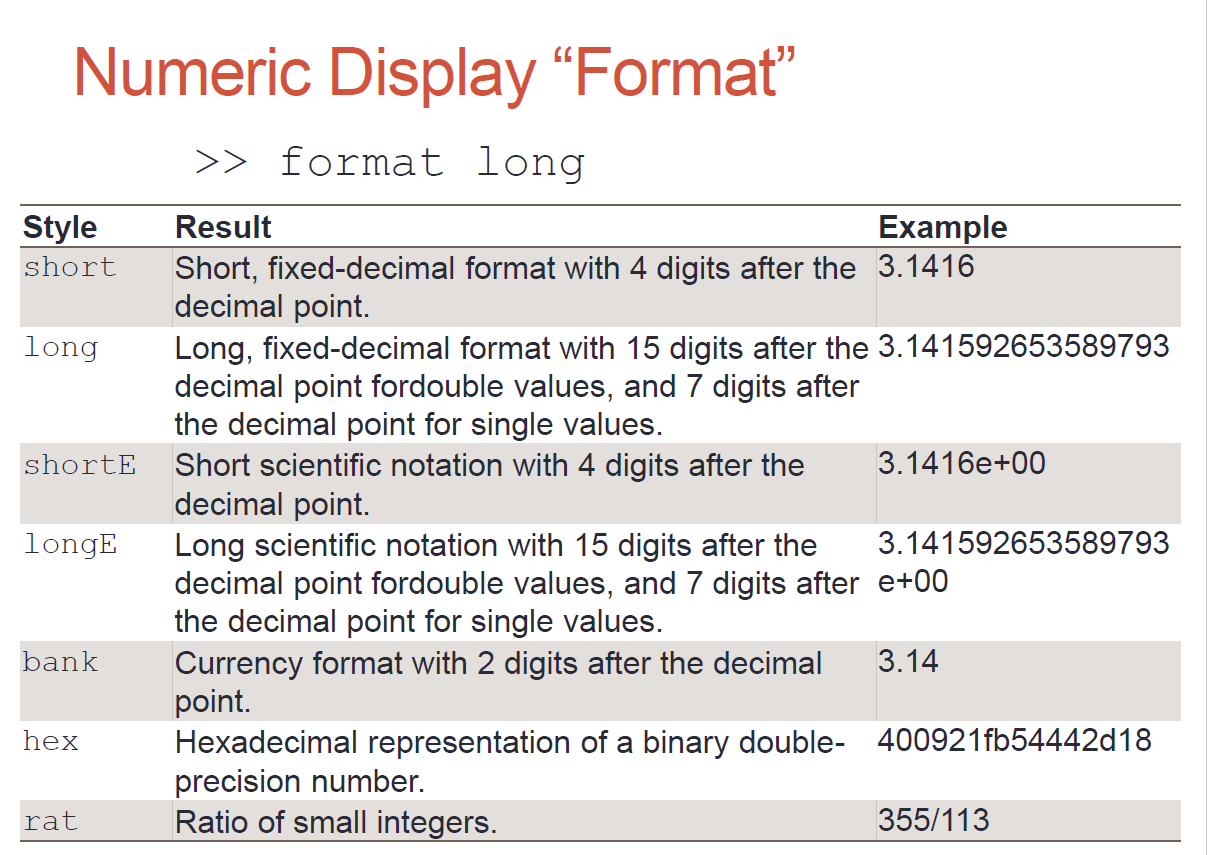 Numeric Display “Format”
>> format long
Style Result Example
short Short, fixed-decimal format with 4 digits after the 3.1416
decimal point.
long Long, fixed-decimal format with 15 digits after the 3.141592653589793
decimal point fordouble values, and 7 digits after
the decimal point for single values.
shortE Short scientific notation with 4 digits after the 3.1416e+00
decimal point.
longE Long scientific notation with 15 digits after the 3.141592653589793
decimal point fordouble values, and 7 digits after e+00
the decimal point for single values.
bank Currency format with 2 digits after the decimal 3.14
point.
hex Hexadecimal representation of a binary double- 400921fb54442d18
precision number.
rat Ratio of small integers. 355/113